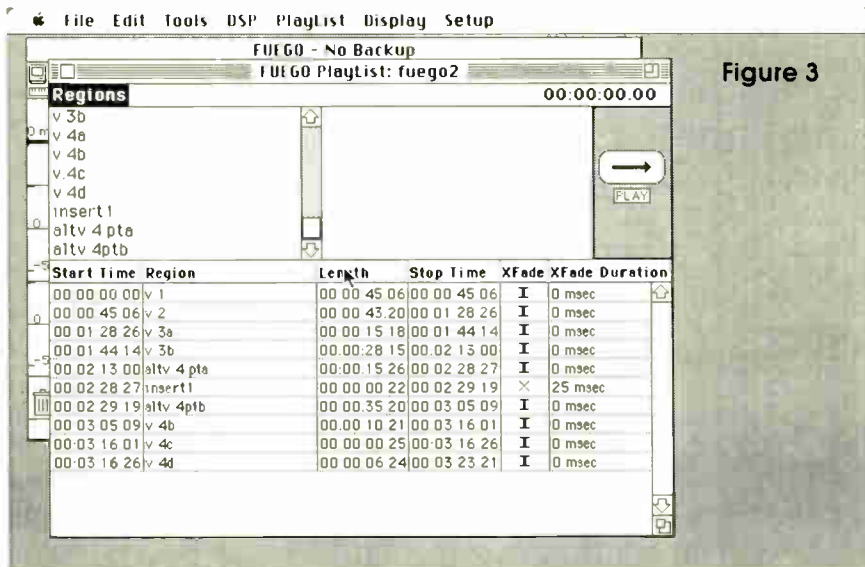 File Edit Tools DSP PlayList Display Setup
FUEGO - No Backup
FUEGO PlayList: fuego2
Figure 3
Regions 00:00:00.00
v 3b
v 4a
v 4b
v.4c
v 4d
insert1
altv 4 pta
altv 4ptb
PLAY
Start Time Region Length Stop Time XFade XFade Duration
00 00 00 00 v 1 00 00 45 06 00 00 45 06 0 msec
00 00 45 06 v 2 00 00 43.20 00 01 28 26 0 msec
00 01 28 26 v 3a 00 00 15 18 00 01 44 14 0 msec
00 01 44 14 v 3b 00.00:28 15 00.02 13 00 0 msec
00 02 13 00 altv 4 pta 00:00.15 26 00 02 28 27 0 msec
00 02 28 27 insert1 00 00 00 22 00 02 29 19 25 msec
00 02 29 19 altv 4ptb 00 00.35 20 00 03 05 09 0 msec
00 03 05 09 v 4b 00.00 10 21 00 03 16 01 0 msec
00:03 16 01 v 4c 00 00 00 25 00:03 16 26 0 msec
00:03 16 26 v 4d 00 00 06 24 00 03 23 21 0 msec